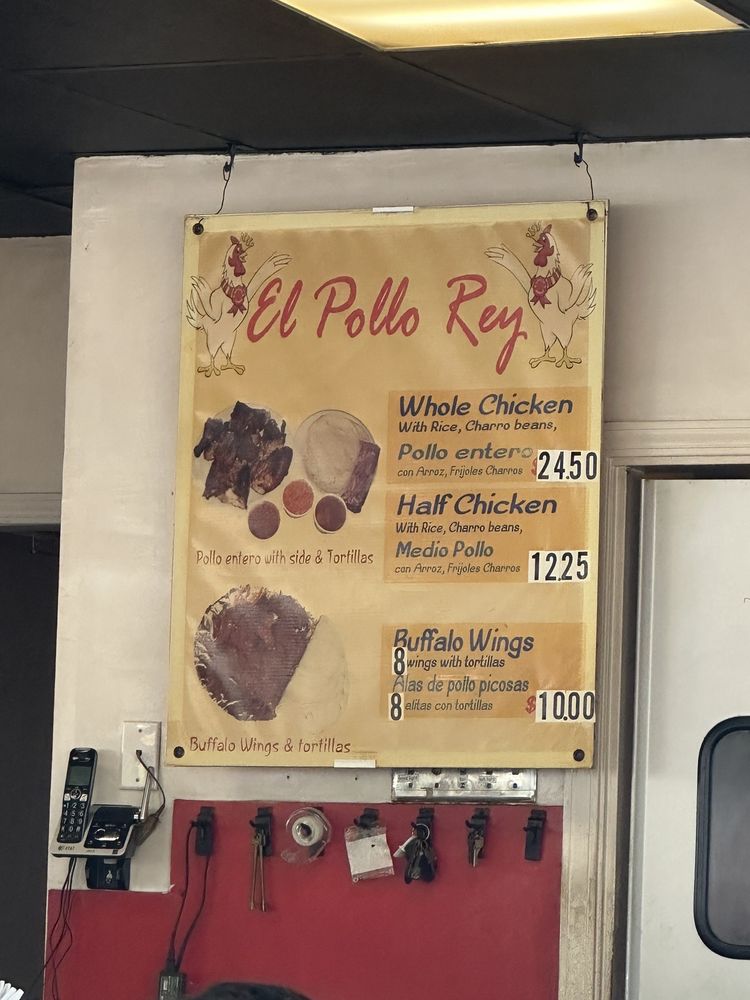 El Pollo Rey
Whole Chicken
With Rice, Charro beans,
Pollo entero
con Arroz, Frijoles Charros $24.50
Half Chicken
With Rice, Charro beans,
Medio Pollo
con Arroz, Frijoles Charros 12.25
Pollo entero with side & Tortillas
Buffalo Wings
8 wings with tortillas
Alas de pollo picosas
8 alitas con tortillas $10.00
Buffalo Wings & tortillas
AT&T